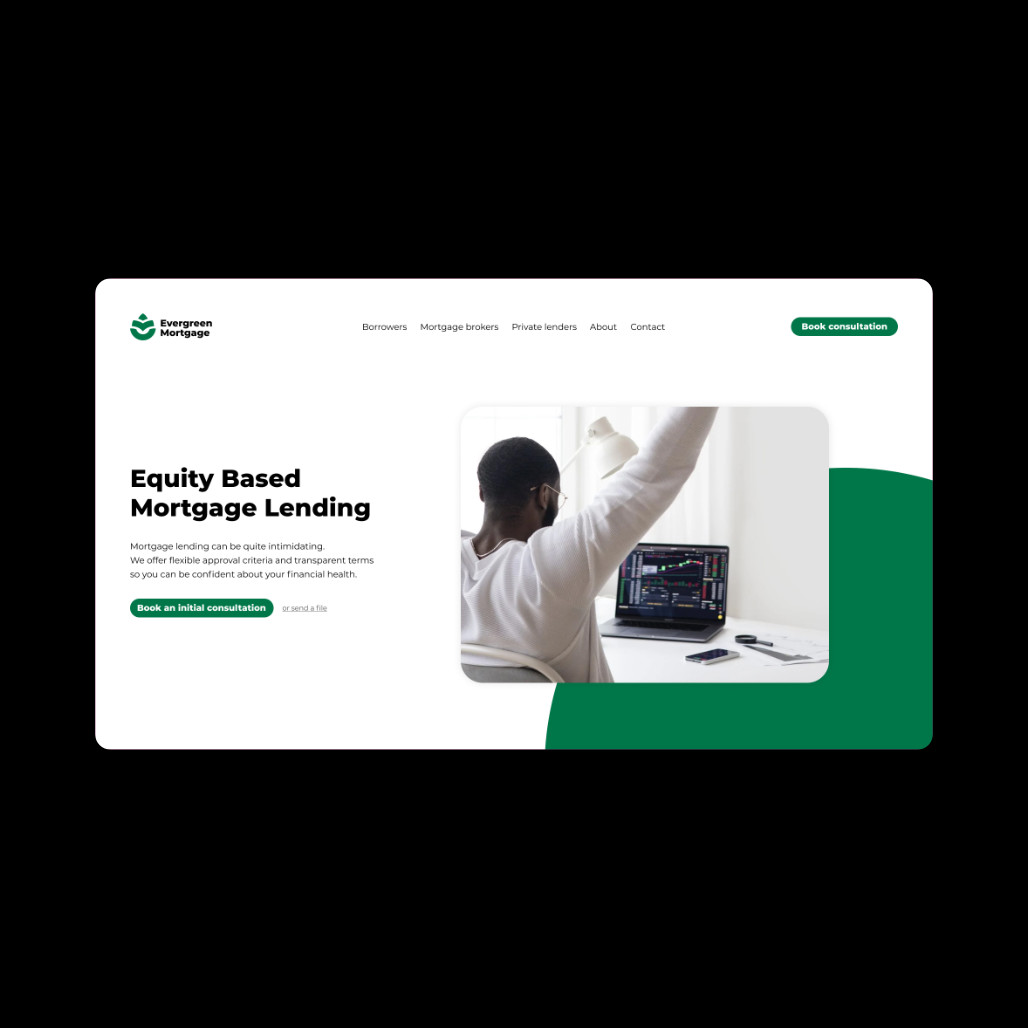 Evergreen
Mortgage
Borrowers Mortgage brokers Private lenders About Contact
Book consultation
Equity Based
Mortgage Lending
Mortgage lending can be quite intimidating.
We offer flexible approval criteria and transparent terms
so you can be confident about your financial health.
Book an initial consultation or send a file